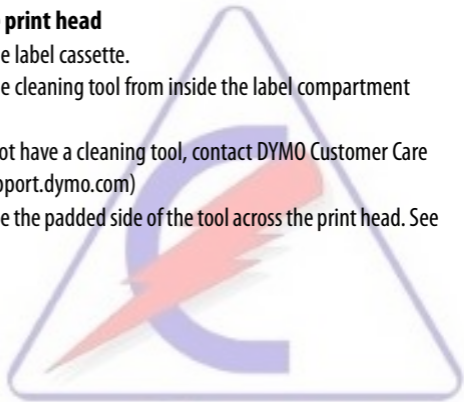 print head
e label cassette.
e cleaning tool from inside the label compartment
ot have a cleaning tool, contact DYMO Customer Care
pport.dymo.com)
e the padded side of the tool across the print head. See